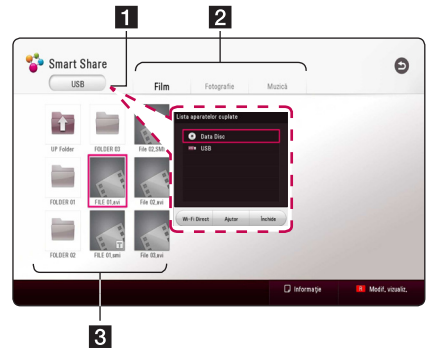 1
2
Smart Share
USB
Film Fotografie Muzică
Lista aparatelor cuplate
Data Disc
USB
Wi-Fi Direct Ajutor Închide
UP Folder FOLDER 03 File 02.SMI
FOLDER 01 FILE 01.avi File 02.avi
T
FOLDER 02 FILE 01.smi File 03.avi
Informaţie R Modif. vizualiz.
3